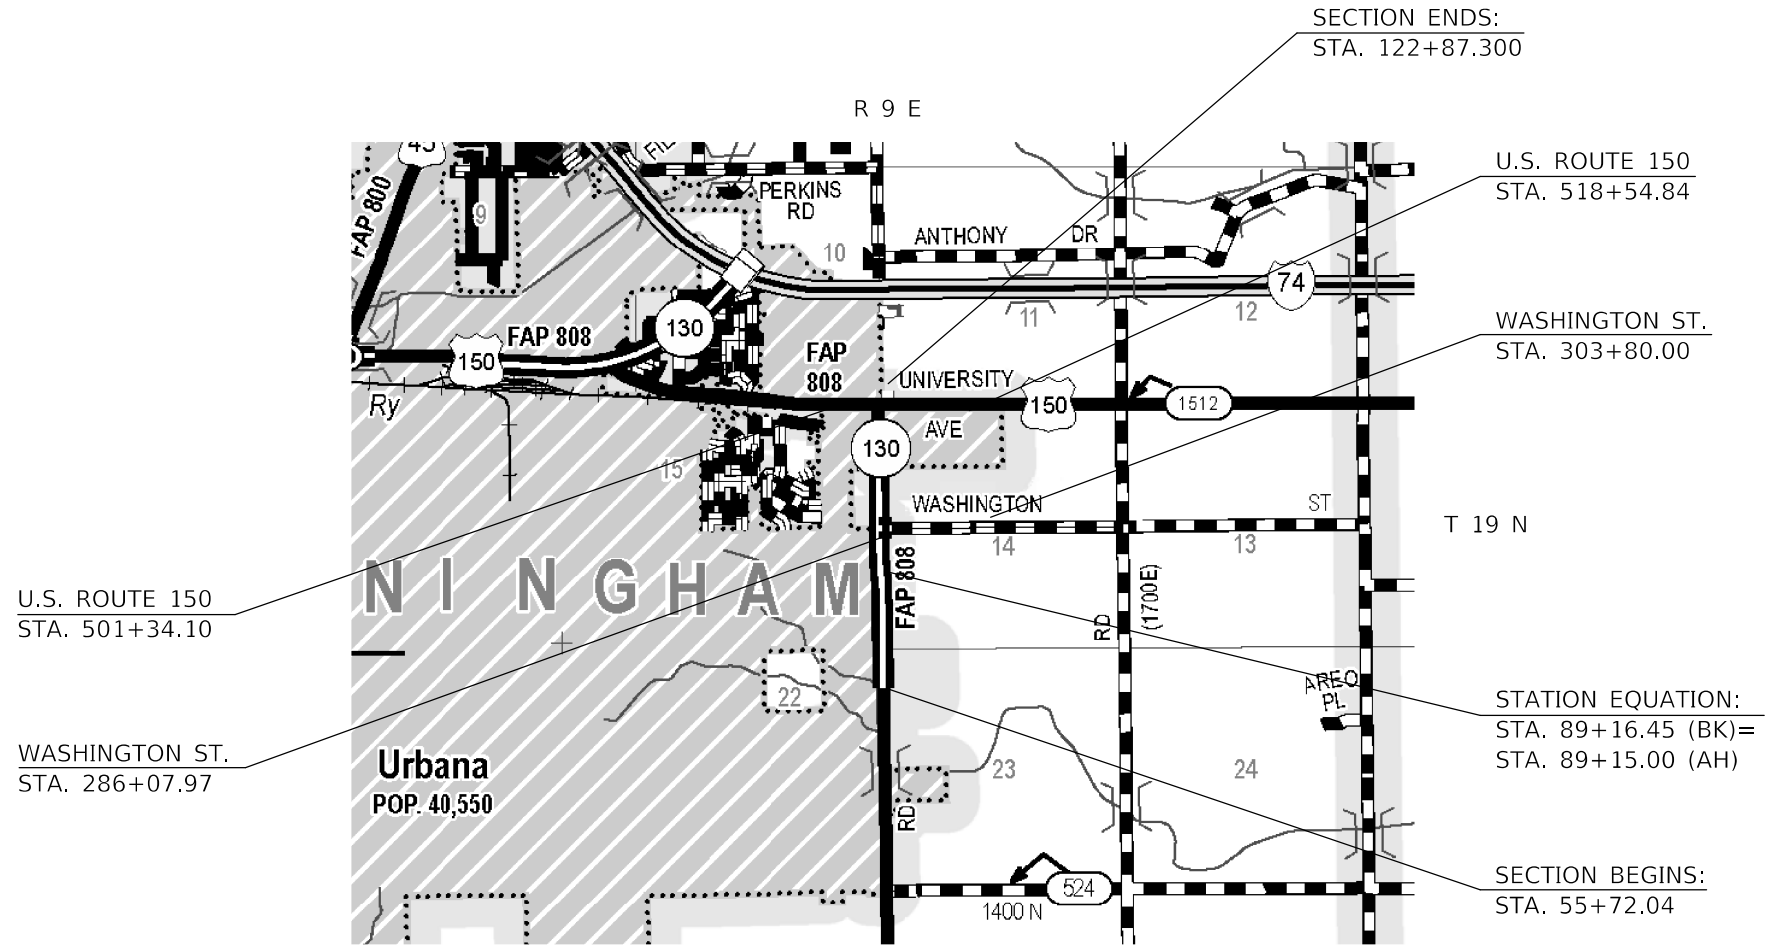 SECTION ENDS:
STA. 122+87.300
R 9 E
U.S. ROUTE 150
STA. 518+54.84
45
FAP 800
9
PERKINS
RD
10
ANTHONY DR
74
11
12
WASHINGTON ST.
STA. 303+80.00
130
FAP 808
150
FAP
808
UNIVERSITY
150
1512
Ry
AVE
130
15
WASHINGTON ST
T 19 N
14
13
NINGHAM
FAP 808
RD
(1700E)
U.S. ROUTE 150
STA. 501+34.10
22
AREO
PL
STATION EQUATION:
STA. 89+16.45 (BK)=
STA. 89+15.00 (AH)
WASHINGTON ST.
STA. 286+07.97
Urbana
POP. 40,550
23
24
RD
524
1400 N
SECTION BEGINS:
STA. 55+72.04